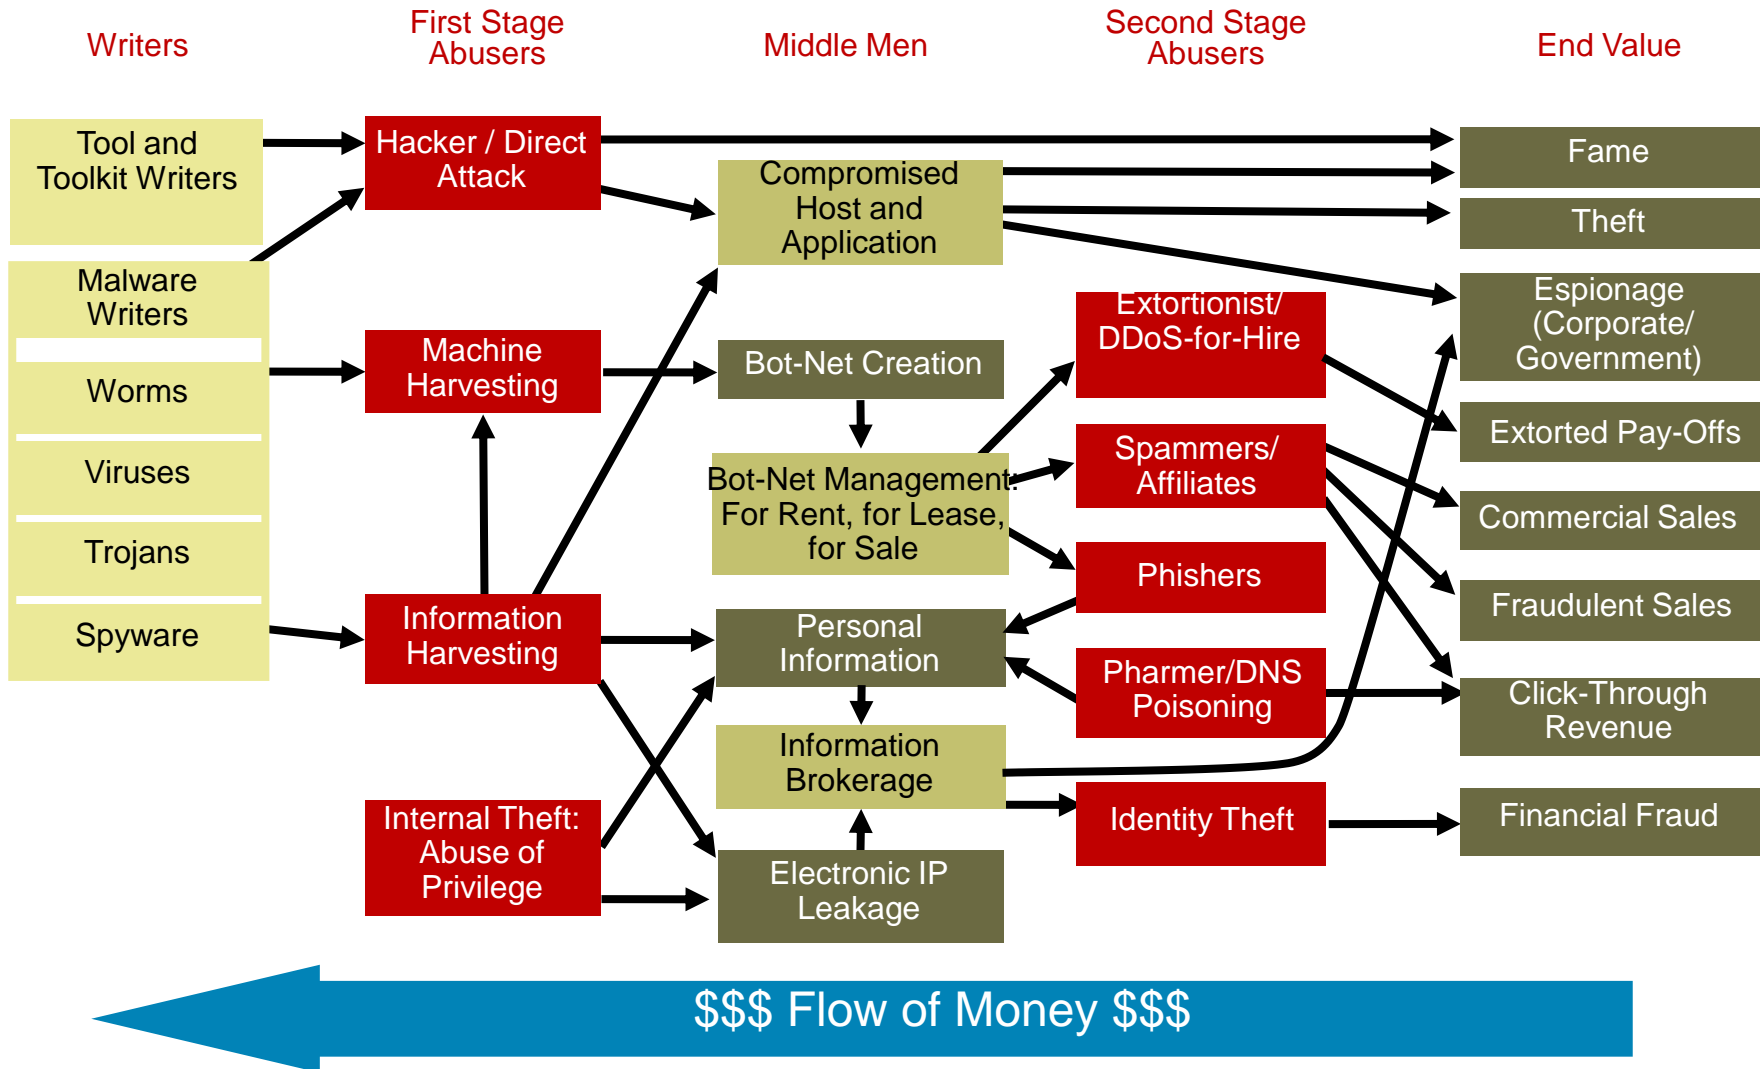 Writers
First Stage
Abusers
Middle Men
Second Stage
Abusers
End Value
Tool and
Toolkit Writers
Malware
Writers
Worms
Viruses
Trojans
Spyware
Hacker / Direct
Attack
Machine
Harvesting
Information
Harvesting
Internal Theft:
Abuse of
Privilege
Compromised
Host and
Application
Bot-Net Creation
Bot-Net Management:
For Rent, for Lease,
for Sale
Personal
Information
Information
Brokerage
Electronic IP
Leakage
Extortionist/
DDoS-for-Hire
Spammers/
Affiliates
Phishers
Pharmer/DNS
Poisoning
Identity Theft
Fame
Theft
Espionage
(Corporate/
Government)
Extorted Pay-Offs
Commercial Sales
Fraudulent Sales
Click-Through
Revenue
Financial Fraud
$$$ Flow of Money $$$